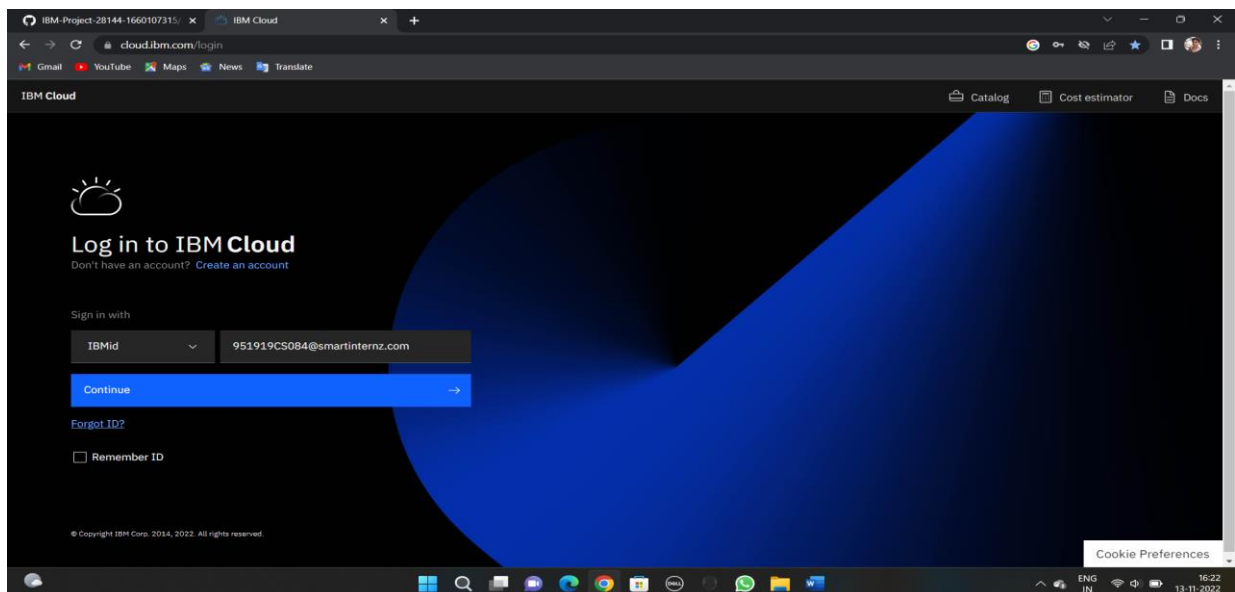 IBM-Project-28144-1660107315/
IBM Cloud
cloud.ibm.com/login
Gmail YouTube Maps News Translate
IBM Cloud
Catalog Cost estimator Docs
Log in to IBM Cloud
Don't have an account? Create an account
Sign in with
IBMid 951919CS084@smartinternz.com
Continue
Forgot ID?
Remember ID
© Copyright IBM Corp. 2014, 2022. All rights reserved.
Cookie Preferences
DELL
ENG 16:22
IN 13-11-2022